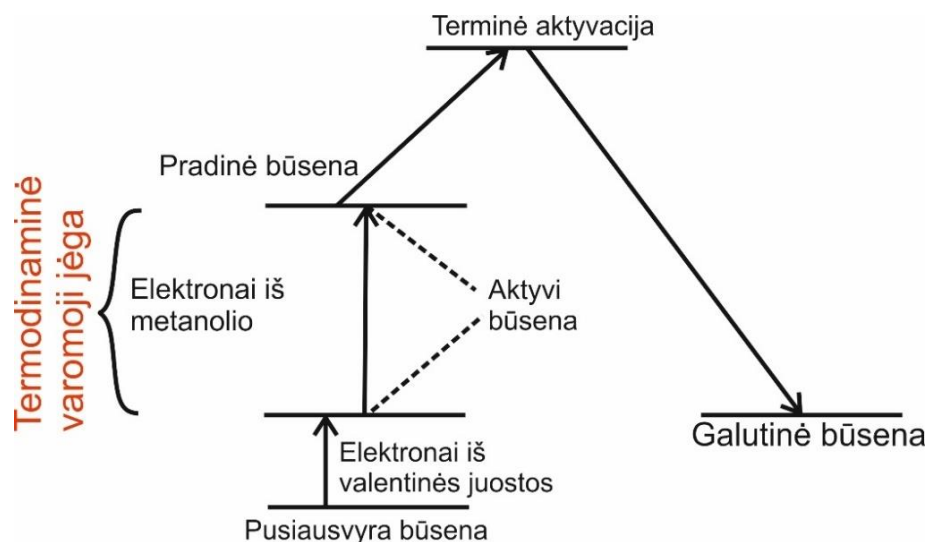 Terminė aktyvacija
Pradinė būsena
Termodinaminė
varomoji jėga
Elektronai iš
metanolio
Aktyvi
būsena
Galutinė būsena
Elektronai iš
valentinės juostos
Pusiausvyra būsena